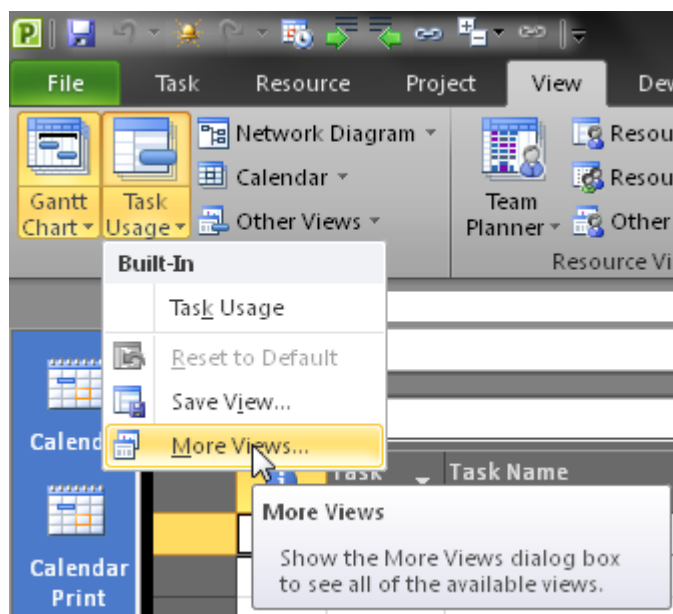 File Task Resource Project View
Network Diagram
Calendar
Other Views
Gantt Chart
Task Usage
Team Planner
Other
Built-In
Task Usage
Reset to Default
Save View...
More Views...
Task Name
More Views
Show the More Views dialog box
to see all of the available views.
Calendar
Print